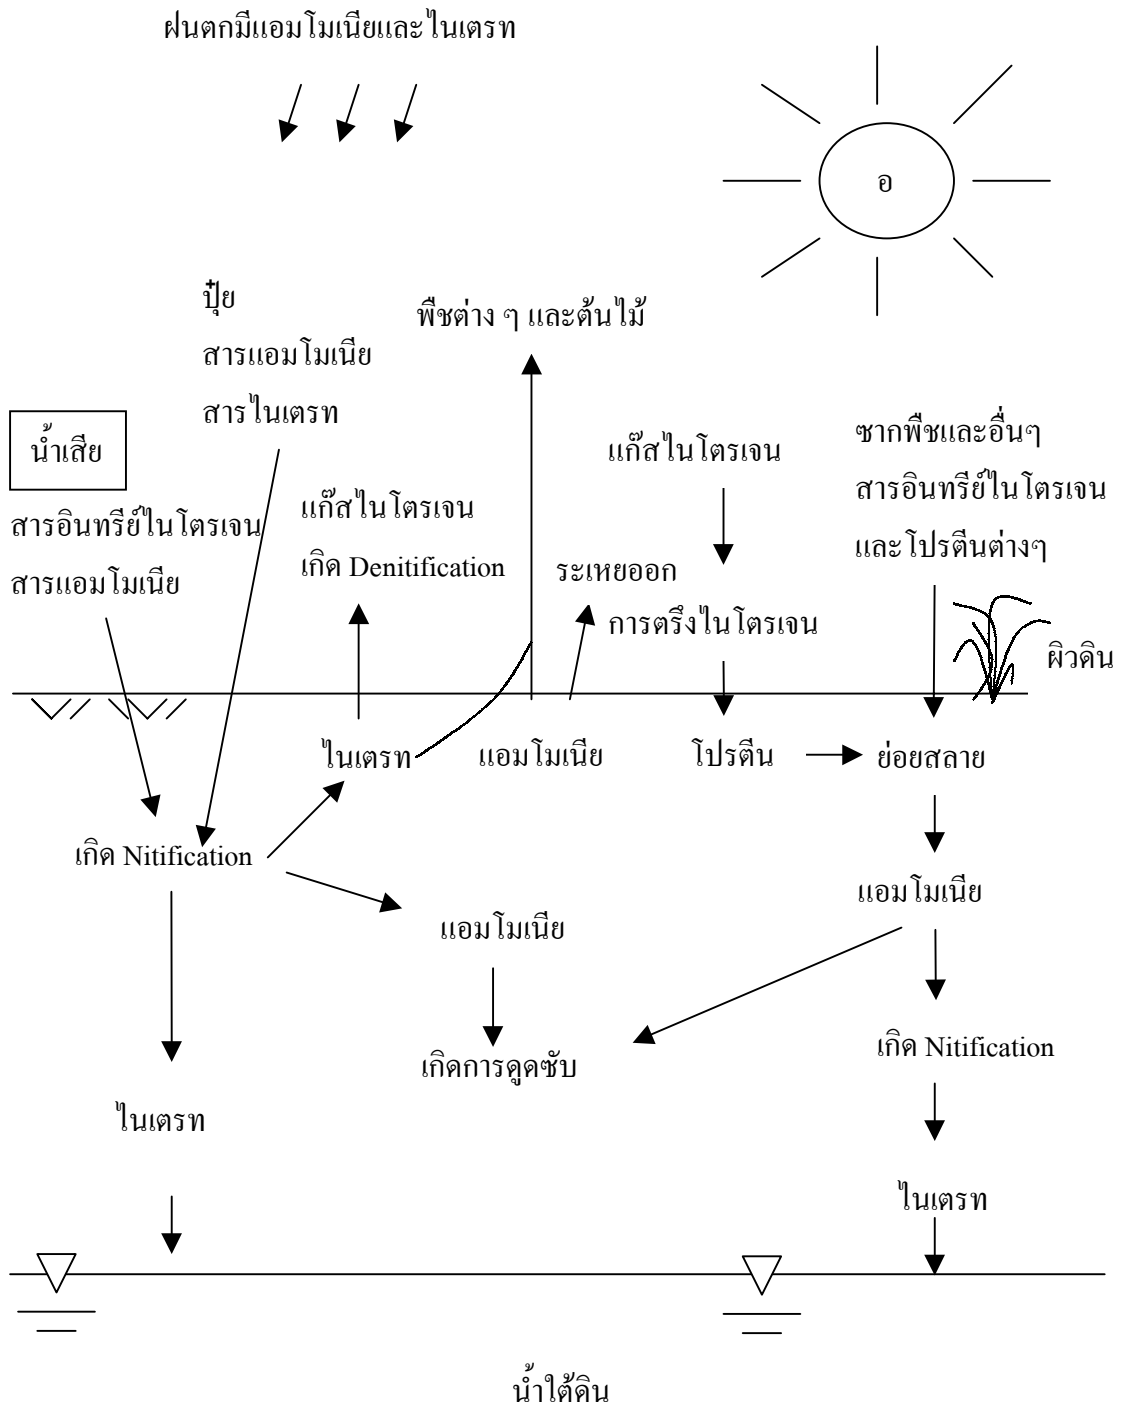 ฝนตกมีแอมโมเนียและไนเตรท
อ
ปุ๋ย
สารแอมโมเนีย
สารไนเตรท
พืชต่าง ๆ และต้นไม้
น้ำเสีย
สารอินทรีย์ไนโตรเจน
สารแอมโมเนีย
แก๊สไนโตรเจน
เกิด Denitification
แก๊สไนโตรเจน
ระเหยออก
การตรึงไนโตรเจน
ซากพืชและอื่นๆ
สารอินทรีย์ไนโตรเจน
และโปรตีนต่างๆ
ผิวดิน
ไนเตรท
แอมโมเนีย
โปรตีน
ย่อยสลาย
เกิด Nitification
แอมโมเนีย
แอมโมเนีย
เกิดการดูดซับ
เกิด Nitification
ไนเตรท
ไนเตรท
น้ำใต้ดิน